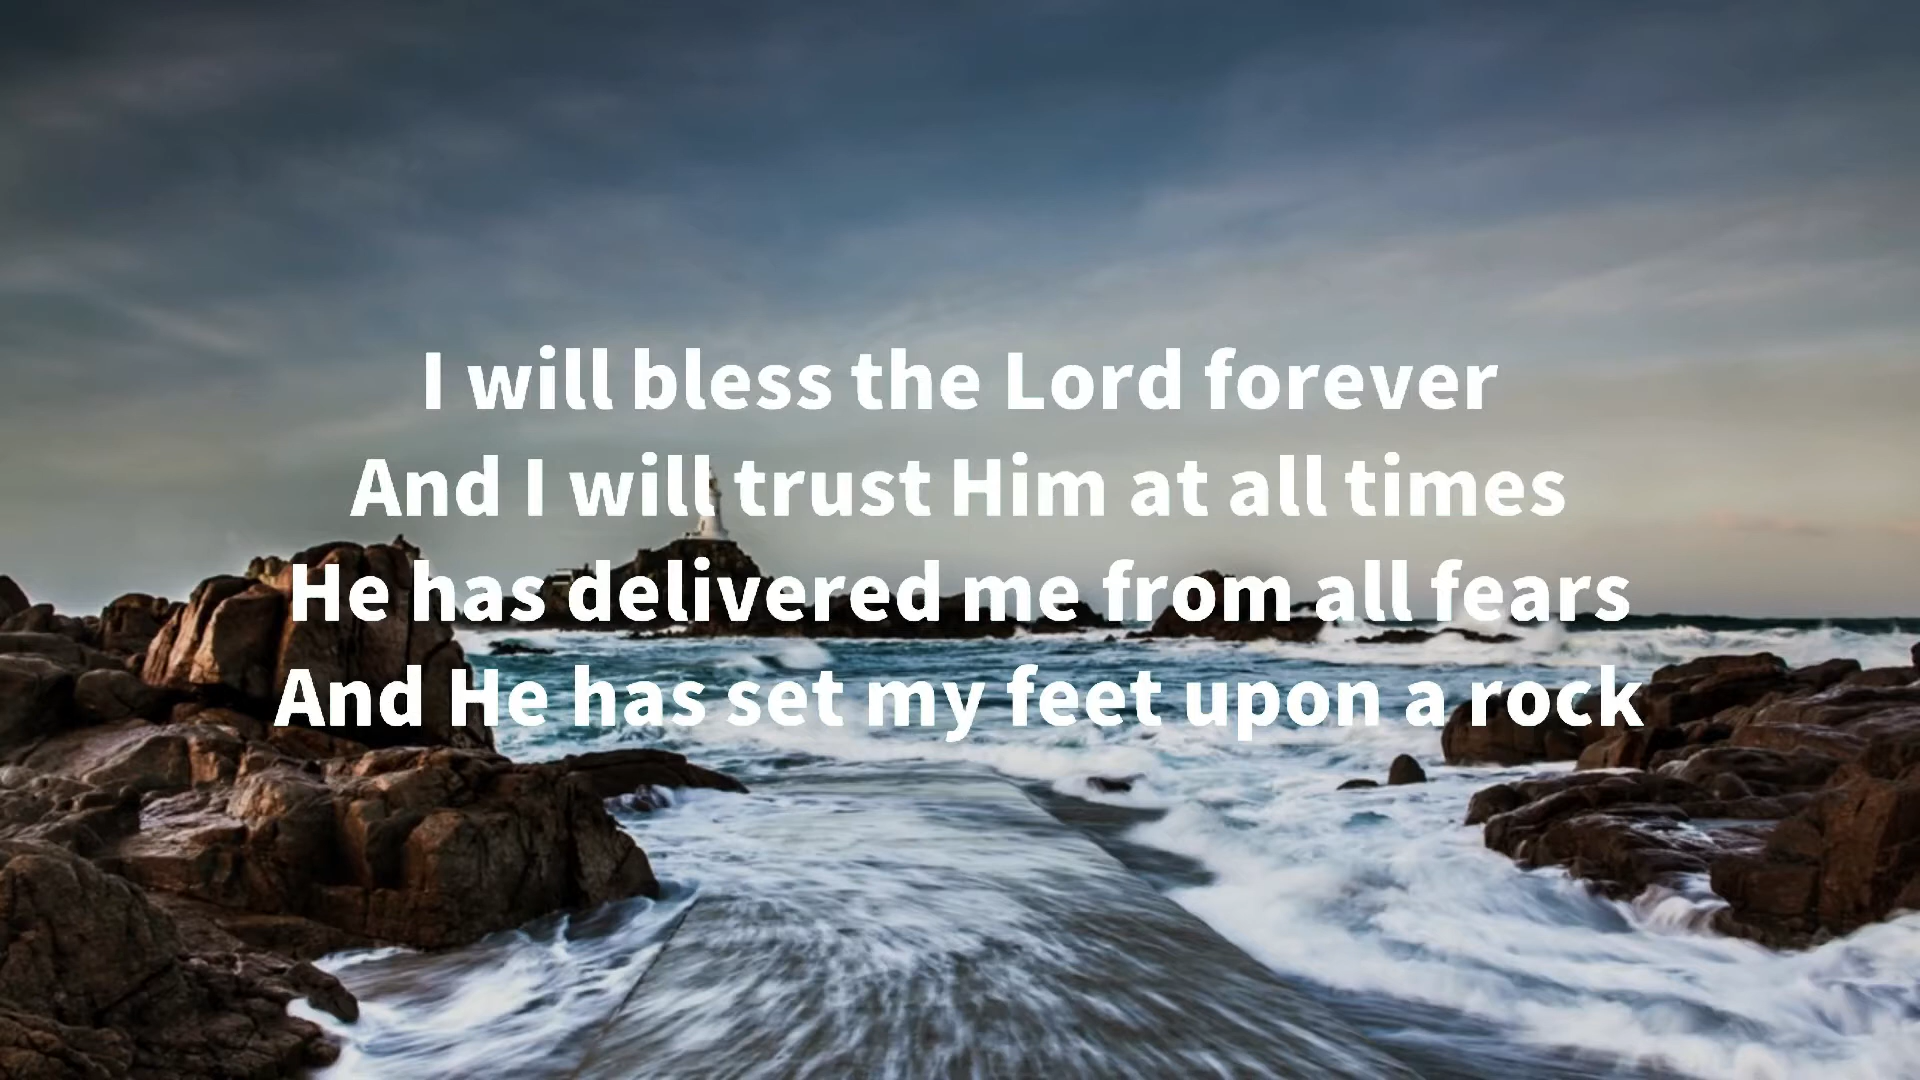 I will bless the Lord forever
And I will trust Him at all times
He has delivered me from all fears
And He has set my feet upon a rock